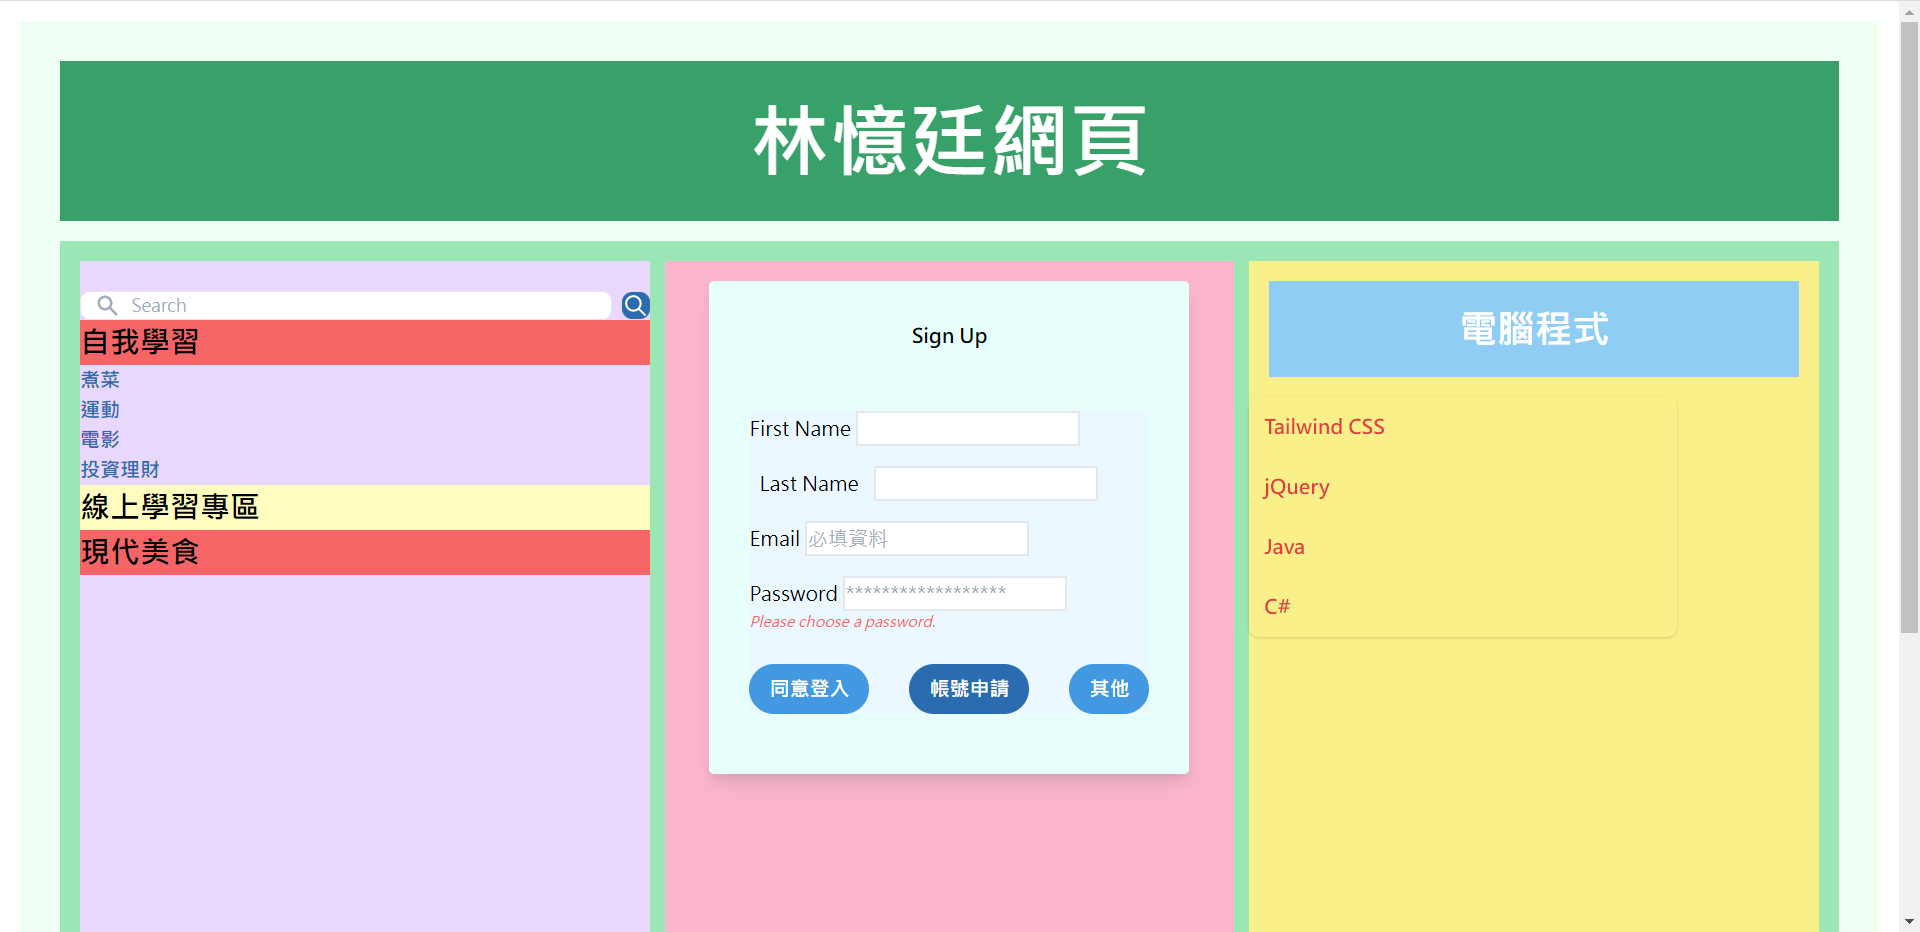 林憶廷網頁
Search
自我學習
煮菜
運動
電影
投資理財
線上學習專區
現代美食
Sign Up
First Name
Last Name
Email 必填資料
Password ******************
Please choose a password.
同意登入 帳號申請 其他
電腦程式
Tailwind CSS
jQuery
Java
C#